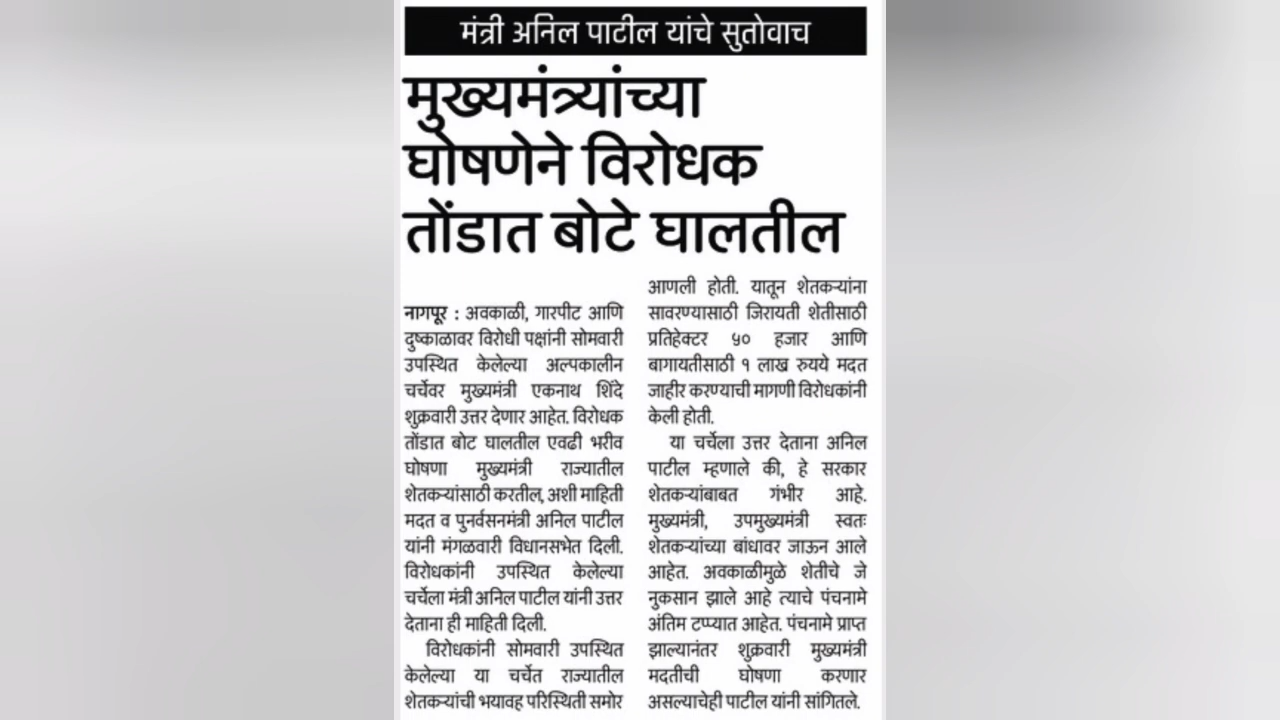 मंत्री अनिल पाटील यांचे सुतोवाच
मुख्यमंत्र्यांच्या
घोषणेने विरोधक
तोंडात बोटे घालतील
नागपूर : अवकाळी, गारपीट आणि
दुष्काळावर विरोधी पक्षांनी सोमवारी
उपस्थित केलेल्या अल्पकालीन
चर्चेवर मुख्यमंत्री एकनाथ शिंदे
शुक्रवारी उत्तर देणार आहेत. विरोधक
तोंडात बोट घालतील एवढी भरीव
घोषणा मुख्यमंत्री राज्यातील
शेतकऱ्यांसाठी करतील, अशी माहिती
मदत व पुनर्वसनमंत्री अनिल पाटील
यांनी मंगळवारी विधानसभेत दिली.
विरोधकांनी उपस्थित केलेल्या
चर्चेला मंत्री अनिल पाटील यांनी उत्तर
देताना ही माहिती दिली.
विरोधकांनी सोमवारी उपस्थित
केलेल्या या चर्चेत राज्यातील
शेतकऱ्यांची भयावह परिस्थिती समोर
आणली होती. यातून शेतकऱ्यांना
सावरण्यासाठी जिरायती शेतीसाठी
प्रतिहेक्टर ५० हजार आणि
बागायतीसाठी १ लाख रुयये मदत
जाहीर करण्याची मागणी विरोधकांनी
केली होती.
या चर्चेला उत्तर देताना अनिल
पाटील म्हणाले की, हे सरकार
शेतकऱ्यांबाबत गंभीर आहे.
मुख्यमंत्री, उपमुख्यमंत्री स्वतः
शेतकऱ्यांच्या बांधावर जाऊन आले
आहेत. अवकाळीमुळे शेतीचे जे
नुकसान झाले आहे त्याचे पंचनामे
अंतिम टप्प्यात आहेत. पंचनामे प्राप्त
झाल्यानंतर शुक्रवारी मुख्यमंत्री
मदतीची घोषणा करणार
असल्याचेही पाटील यांनी सांगितले.